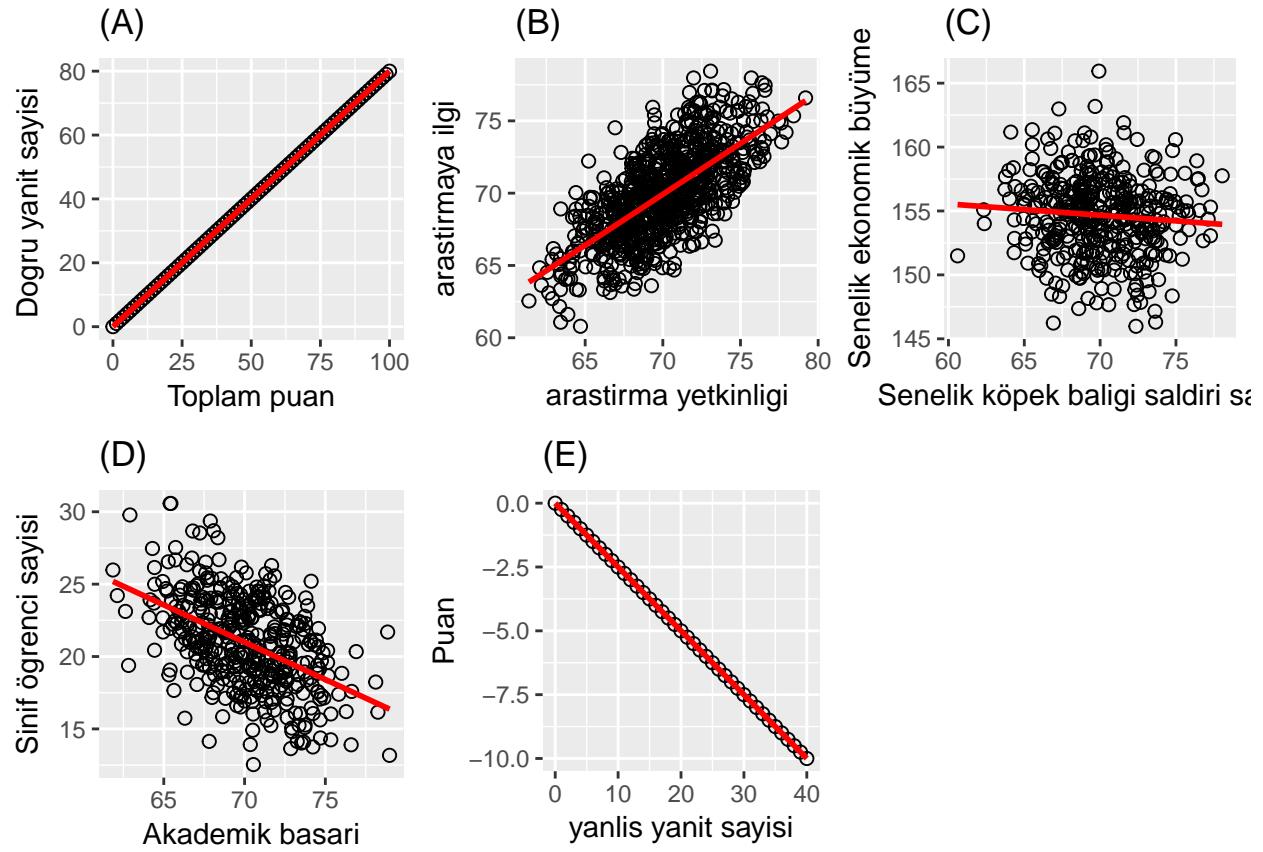 (A)
Dogru yanit sayisi
80
60
40
20
0
0 25 50 75 100
Toplam puan
(B)
arastirmaya ilgi
75
70
65
60
65 70 75 80
arastirma yetkinligi
(C)
Senelik ekonomik büyüme
165
160
155
150
145
60 65 70 75
Senelik köpek baligi saldiri sa
(D)
Sinif ögrenci sayisi
30
25
20
15
65 70 75
Akademik basari
(E)
Puan
0.0
−2.5
−5.0
−7.5
−10.0
0 10 20 30 40
yanlis yanit sayisi